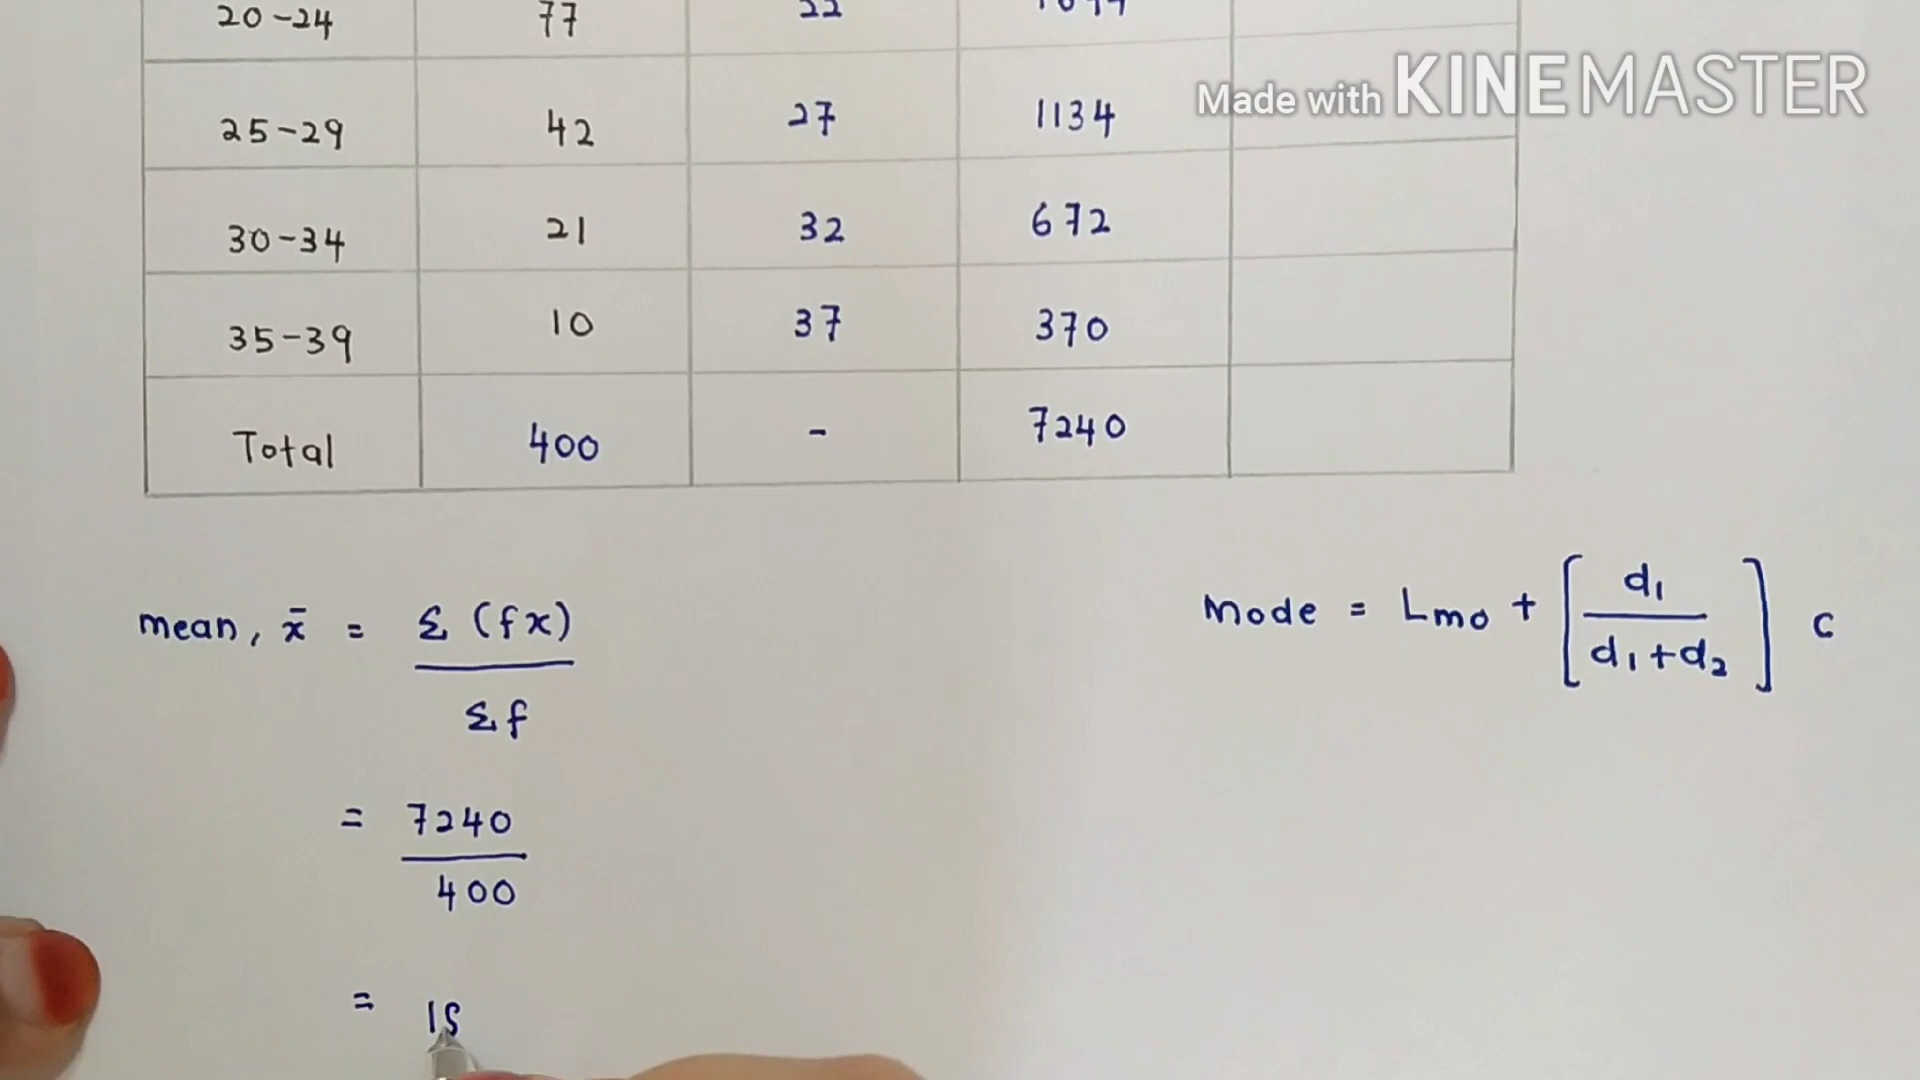 20-24 77 22
Made with KINEMASTER
25-29 42 27 1134
30-34 21 32 672
35-39 10 37 370
Total 400 - 7240
mean, x̄ = Σ(fx)
Σf
mode = Lmo + [d₁ / d₁+d₂] c
= 7240
400
=